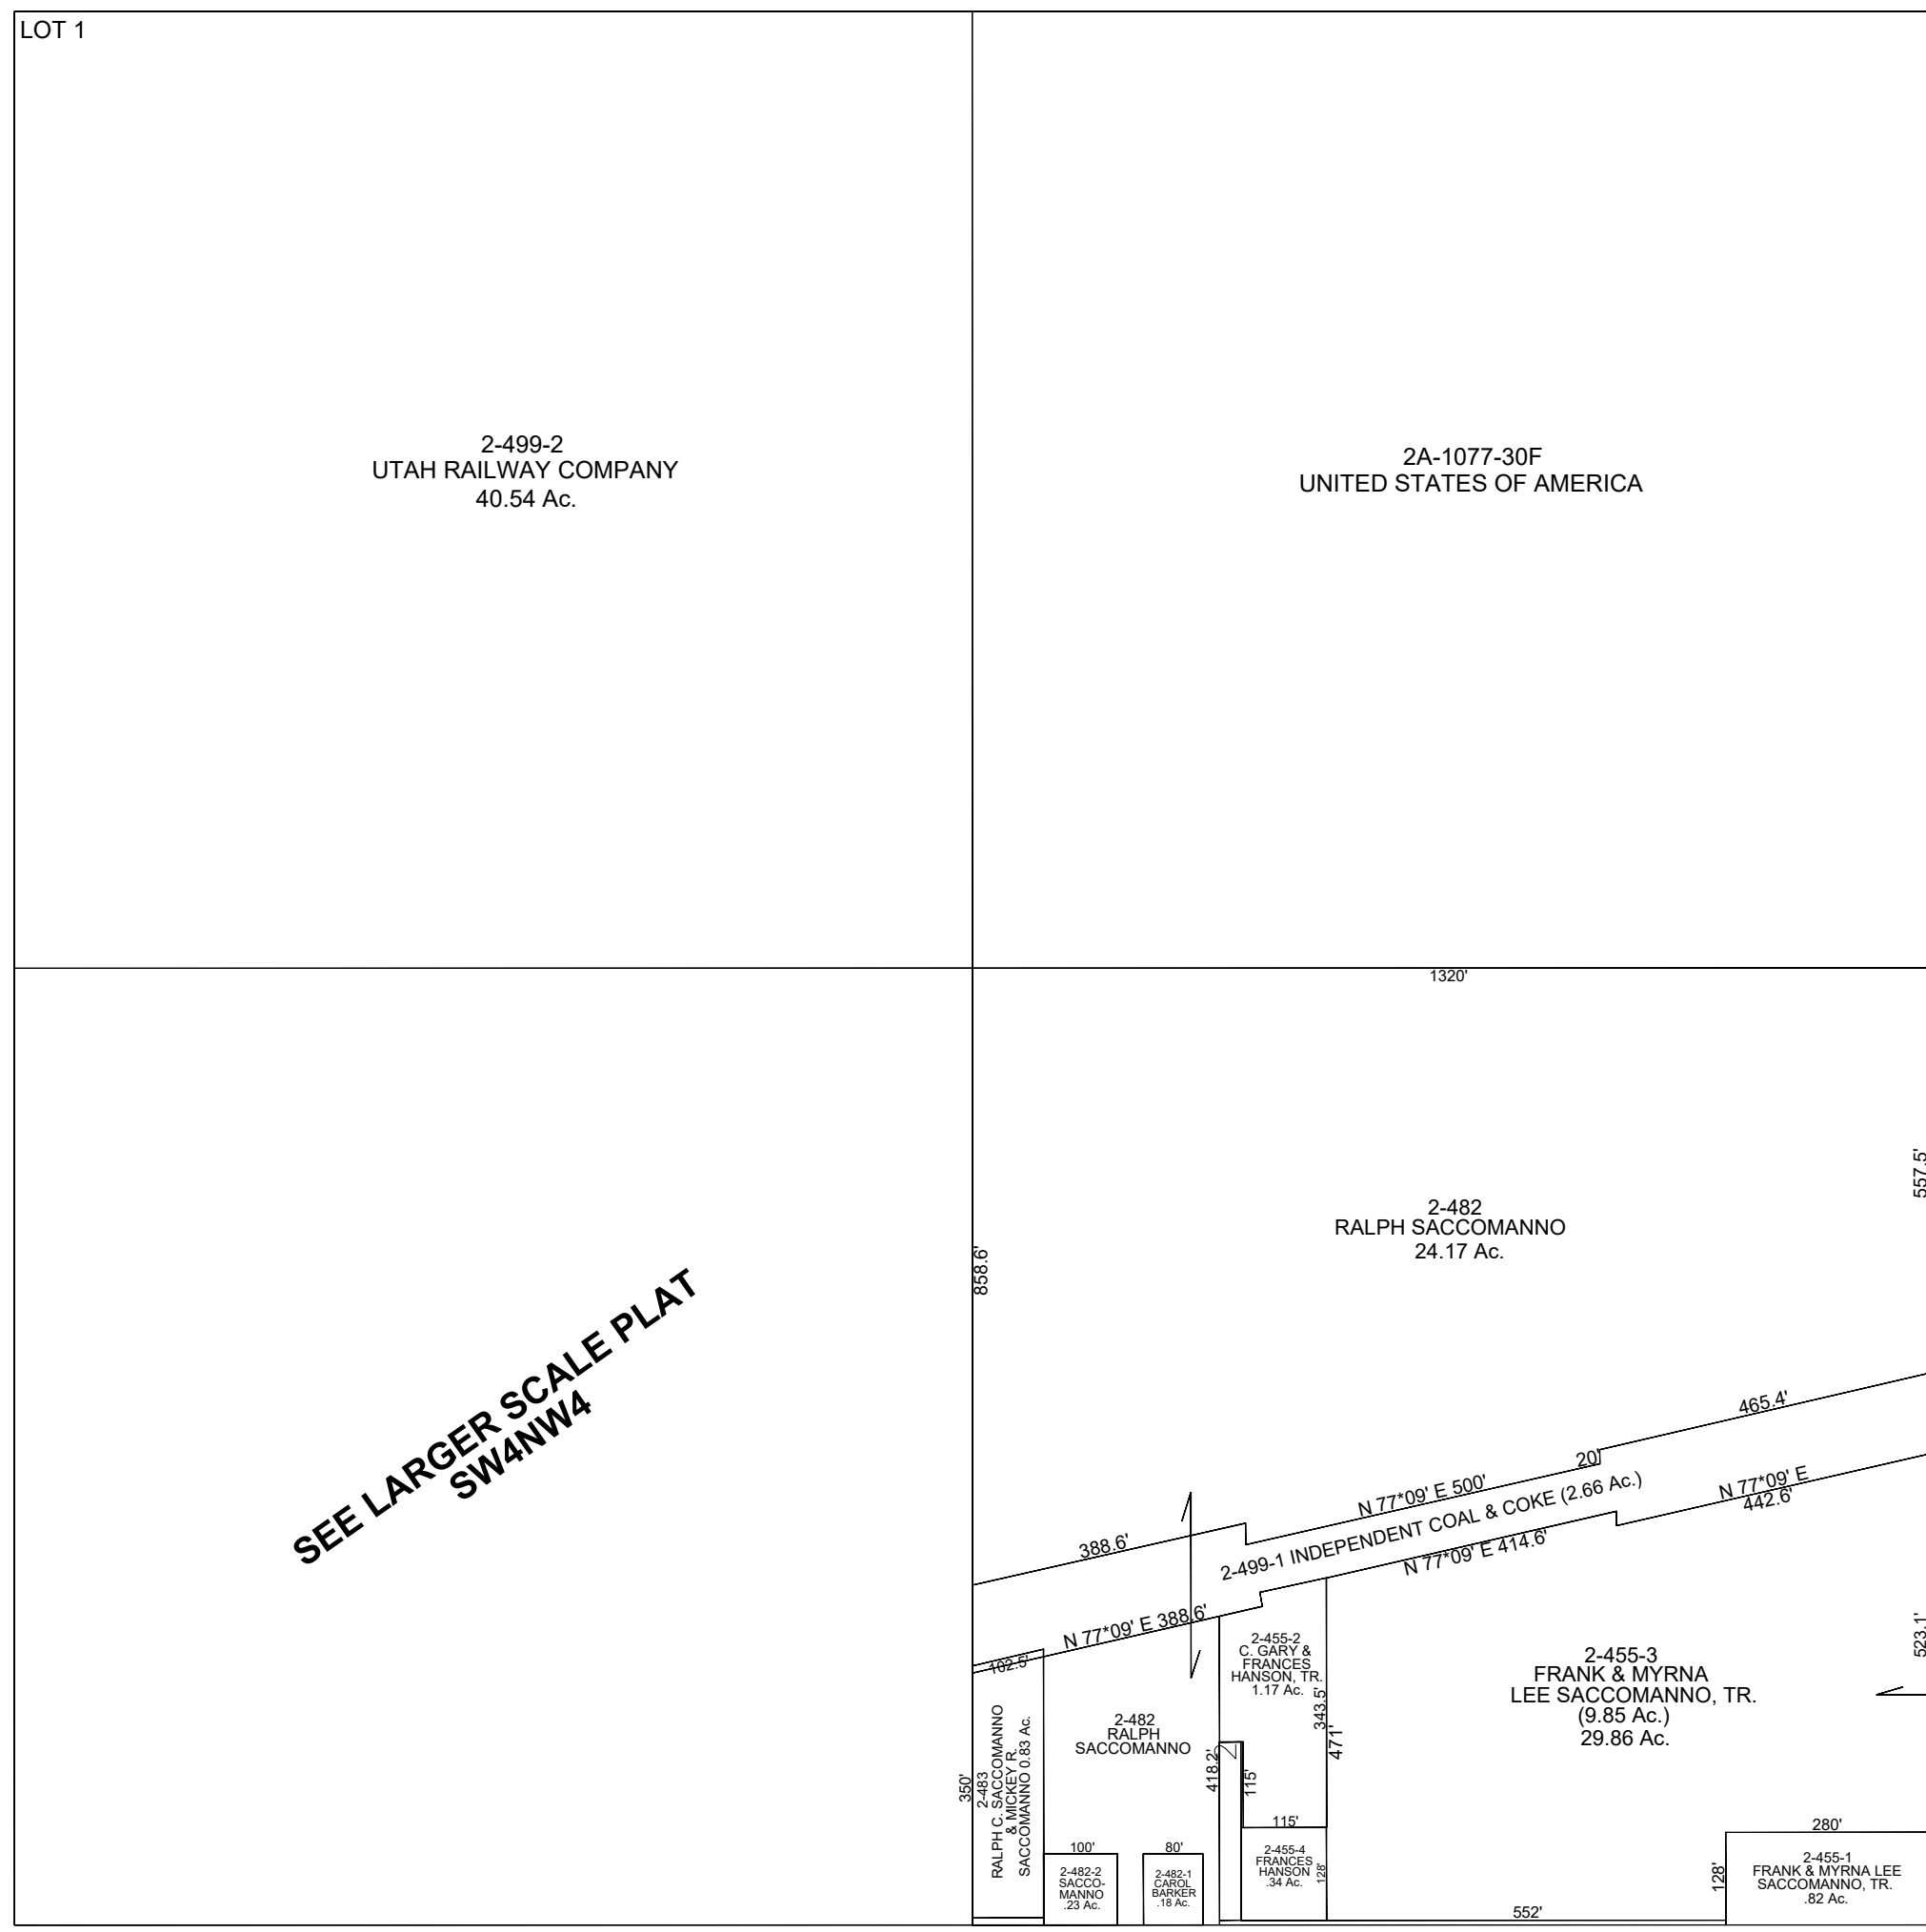 LOT 1
2-499-2
UTAH RAILWAY COMPANY
40.54 Ac.
2A-1077-30F
UNITED STATES OF AMERICA
1320'
557.5'
2-482
RALPH SACCOMANNO
24.17 Ac.
858.6'
SEE LARGER SCALE PLAT
SW4NW4
465.4'
20'
N 77*09' E 500'
388.6'
2-499-1 INDEPENDENT COAL & COKE (2.66 Ac.)
N 77*09' E
442.6'
N 77*09' E 414.6'
N 77*09' E 388.6'
102.5'
2-455-2
C. GARY &
FRANCES
HANSON, TR.
1.17 Ac.
343.5'
471'
523.1'
2-455-3
FRANK & MYRNA
LEE SACCOMANNO, TR.
(9.85 Ac.)
29.86 Ac.
2-482
RALPH
SACCOMANNO
350'
2-483
RALPH C. SACCOMANNO
& MICKEY R.
SACCOMANNO 0.83 Ac.
418.2'
115'
115'
100'
2-482-2
SACCO-
MANNO
.23 Ac.
80'
2-482-1
CAROL
BARKER
.18 Ac.
2-455-4
FRANCES
HANSON
.34 Ac.
128'
552'
128'
280'
2-455-1
FRANK & MYRNA LEE
SACCOMANNO, TR.
.82 Ac.